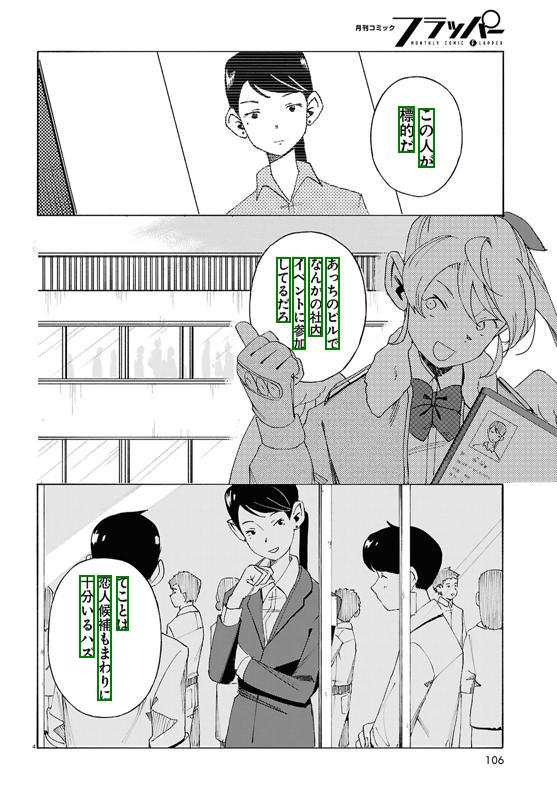 月刊コミック
フラッパー
MONTHLY COMIC FLAPPER
この人が
標的だ
あっちのビルで
なんかの社内
イベントに参加
してるだろ
てことは
恋人候補もまわりに
十分いるハズ
4
106